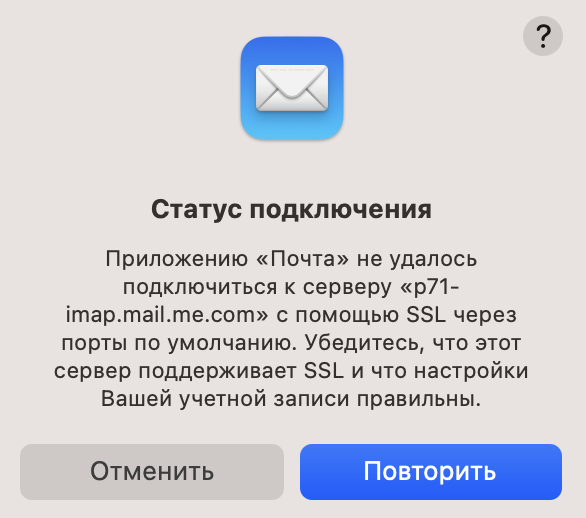 ?
Статус подключения
Приложению «Почта» не удалось
подключиться к серверу «p71-
imap.mail.me.com» с помощью SSL через
порты по умолчанию. Убедитесь, что этот
сервер поддерживает SSL и что настройки
Вашей учетной записи правильны.
Отменить
Повторить